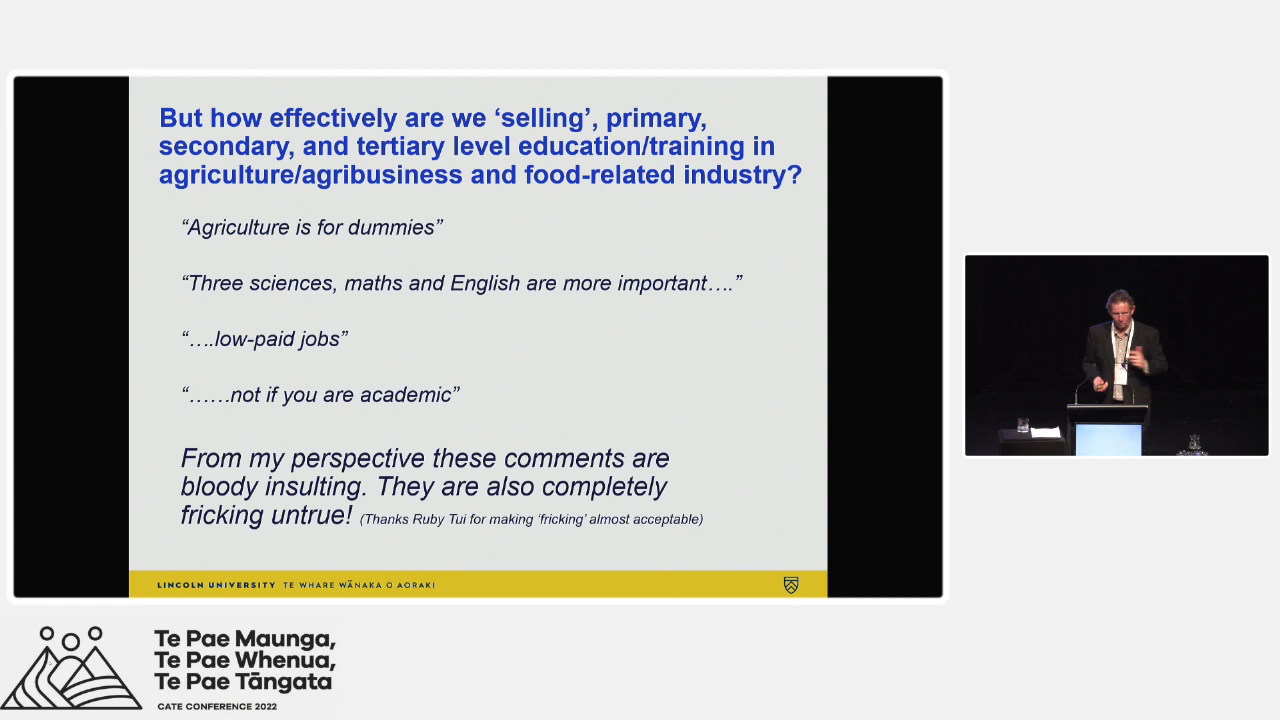 But how effectively are we ‘selling’, primary,
secondary, and tertiary level education/training in
agriculture/agribusiness and food-related industry?
“Agriculture is for dummies”
“Three sciences, maths and English are more important….”
“….low-paid jobs”
“……not if you are academic”
From my perspective these comments are
bloody insulting. They are also completely
fricking untrue! (Thanks Ruby Tui for making ‘fricking’ almost acceptable)
LINCOLN UNIVERSITY TE WHARE WĀNAKA O AORAKI
Te Pae Maunga,
Te Pae Whenua,
Te Pae Tāngata
CATE CONFERENCE 2022